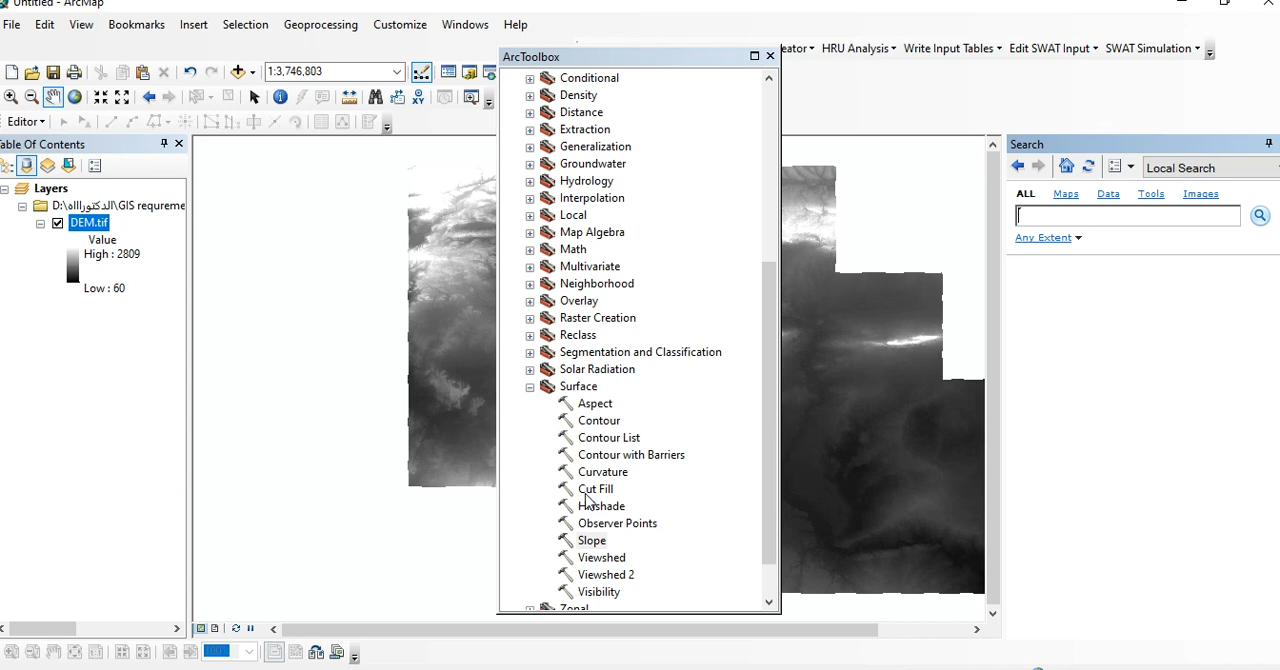 Untitled - ArcMap
File Edit View Bookmarks Insert Selection Geoprocessing Customize Windows Help
HRU Analysis Write Input Tables Edit SWAT Input SWAT Simulation
ArcToolbox
1:3,746,803
Editor
Table Of Contents
Layers
D:\الدكتوراااه\GIS requreme
DEM.tif
Value
High : 2809
Low : 60
Conditional
Density
Distance
Extraction
Generalization
Groundwater
Hydrology
Interpolation
Local
Map Algebra
Math
Multivariate
Neighborhood
Overlay
Raster Creation
Reclass
Segmentation and Classification
Solar Radiation
Surface
Aspect
Contour
Contour List
Contour with Barriers
Curvature
Cut Fill
Hillshade
Observer Points
Slope
Viewshed
Viewshed 2
Visibility
Zonal
Search
Local Search
ALL Maps Data Tools Images
Any Extent